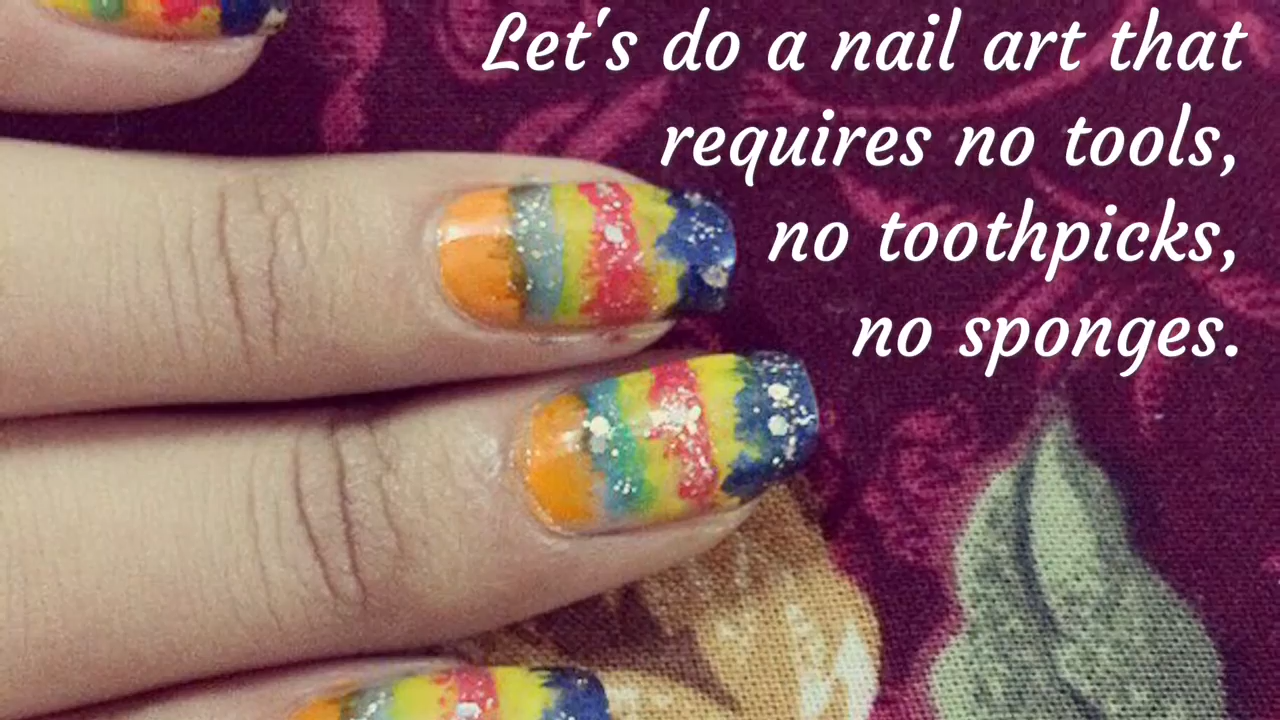 Let's do a nail art that
requires no tools,
no toothpicks,
no sponges.